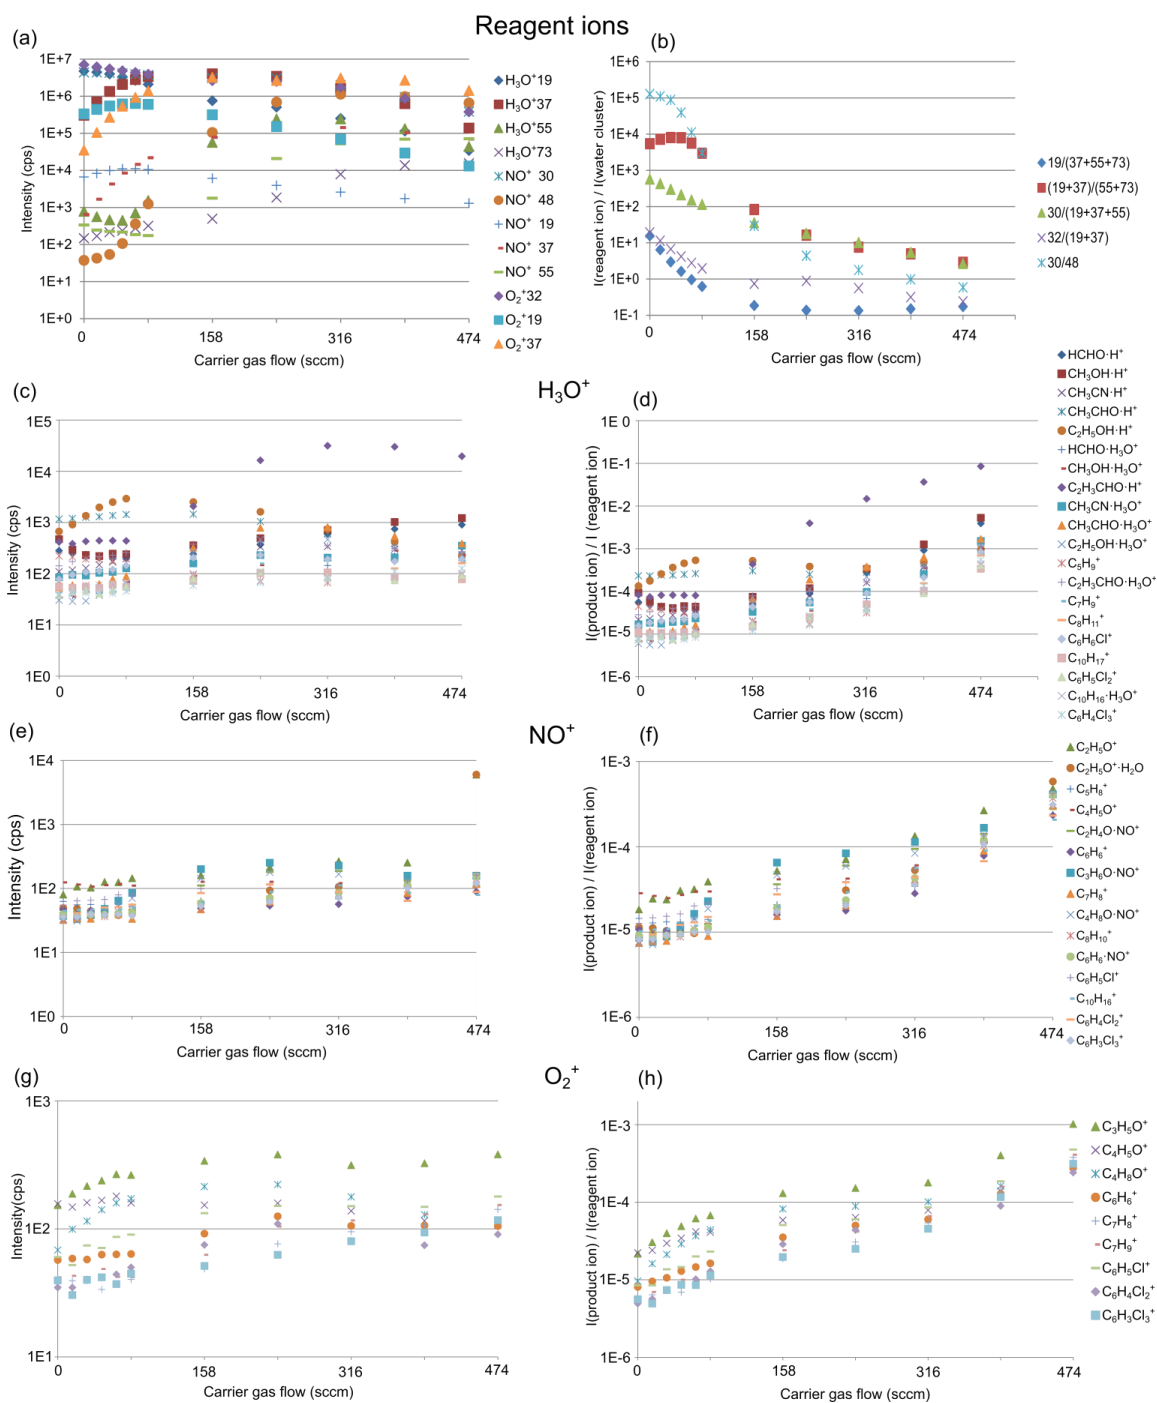 Reagent ions
(a)
1E+7
1E+6
1E+5
1E+4
1E+3
1E+2
1E+1
1E+0
Intensity (cps)
0
158
316
474
Carrier gas flow (sccm)
H₃O⁺19
H₃O⁺37
H₃O⁺55
H₃O⁺73
NO⁺ 30
NO⁺ 48
NO⁺ 19
NO⁺ 37
NO⁺ 55
O₂⁺32
O₂⁺19
O₂⁺37
(b)
1E+6
1E+5
1E+4
1E+3
1E+2
1E+1
1E+0
1E-1
I(reagent ion) / I(water cluster)
0
158
316
474
Carrier gas flow (sccm)
19/(37+55+73)
(19+37)/(55+73)
30/(19+37+55)
32/(19+37)
30/48
H₃O⁺
(c)
1E5
1E4
1E3
1E2
1E1
1E0
Intensity (cps)
0
158
316
474
Carrier gas flow (sccm)
(d)
1E 0
1E-1
1E-2
1E-3
1E-4
1E-5
1E-6
I(product ion) / I (reagent ion)
0
158
316
474
Carrier gas flow (sccm)
HCHO·H⁺
CH₃OH·H⁺
CH₃CN·H⁺
CH₃CHO·H⁺
C₂H₅OH·H⁺
HCHO·H₃O⁺
CH₃OH·H₃O⁺
C₂H₃CHO·H⁺
CH₃CN·H₃O⁺
CH₃CHO·H₃O⁺
C₂H₅OH·H₃O⁺
C₅H₉⁺
C₂H₃CHO·H₃O⁺
C₇H₉⁺
C₈H₁₁⁺
C₆H₆Cl⁺
C₁₀H₁₇⁺
C₆H₅Cl₂⁺
C₁₀H₁₆·H₃O⁺
C₆H₄Cl₃⁺
NO⁺
(e)
1E4
1E3
1E2
1E1
1E0
Intensity (cps)
0
158
316
474
Carrier gas flow (sccm)
(f)
1E-3
1E-4
1E-5
1E-6
I(product ion) / I(reagent ion)
0
158
316
474
Carrier gas flow (sccm)
C₂H₅O⁺
C₂H₅O⁺·H₂O
C₅H₈⁺
C₄H₅O⁺
C₂H₄O·NO⁺
C₆H₆⁺
C₃H₆O·NO⁺
C₇H₈⁺
C₄H₈O·NO⁺
C₈H₁₀⁺
C₆H₆·NO⁺
C₆H₅Cl⁺
C₁₀H₁₆⁺
C₆H₄Cl₂⁺
C₆H₃Cl₃⁺
O₂⁺
(g)
1E3
1E2
1E1
Intensity(cps)
0
158
316
474
Carrier gas flow (sccm)
(h)
1E-3
1E-4
1E-5
1E-6
I(product ion) / I(reagent ion)
0
158
316
474
Carrier gas flow (sccm)
C₃H₅O⁺
C₄H₅O⁺
C₄H₈O⁺
C₆H₆⁺
C₇H₈⁺
C₇H₉⁺
C₆H₅Cl⁺
C₆H₄Cl₂⁺
C₆H₃Cl₃⁺